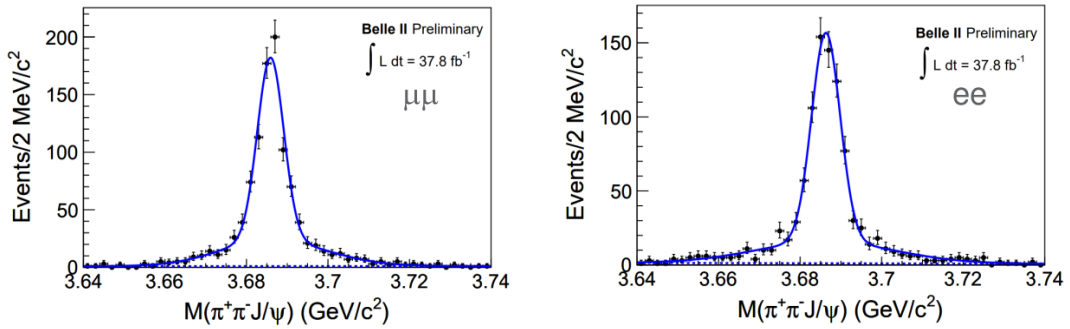 Events/2 MeV/c²
200
150
100
50
0
Belle II Preliminary
∫ L dt = 37.8 fb⁻¹
μμ
3.64 3.66 3.68 3.7 3.72 3.74
M(π⁺π⁻J/ψ) (GeV/c²)
Events/2 MeV/c²
150
100
50
0
Belle II Preliminary
∫ L dt = 37.8 fb⁻¹
ee
3.64 3.66 3.68 3.7 3.72 3.74
M(π⁺π⁻J/ψ) (GeV/c²)